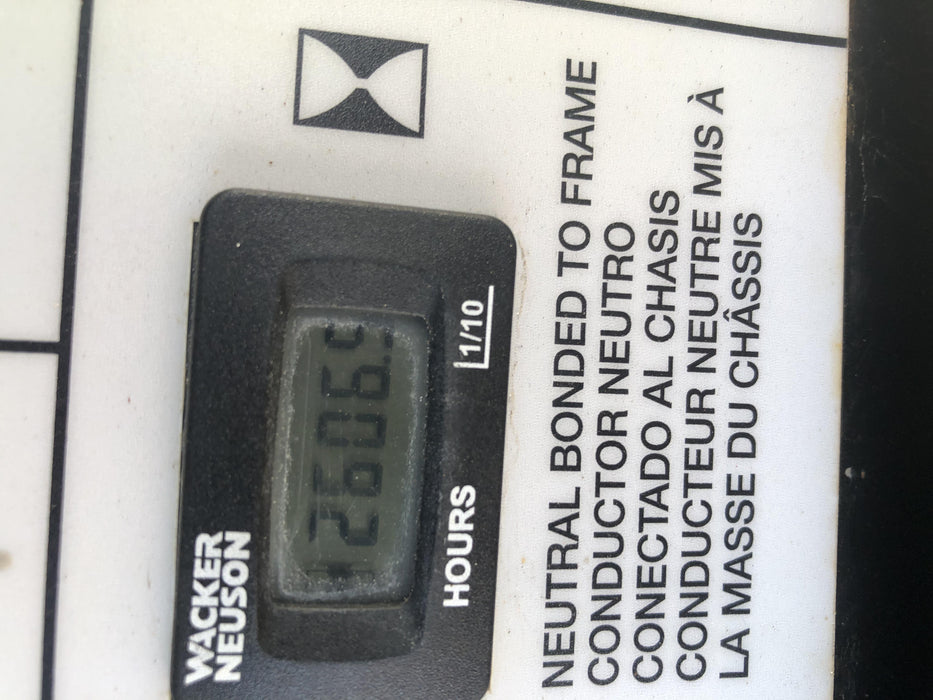 WACKER
NEUSON
HOURS
1/10
NEUTRAL BONDED TO FRAME
CONDUCTOR NEUTRO
CONECTADO AL CHASIS
CONDUCTEUR NEUTRE MIS À
LA MASSE DU CHÂSSIS